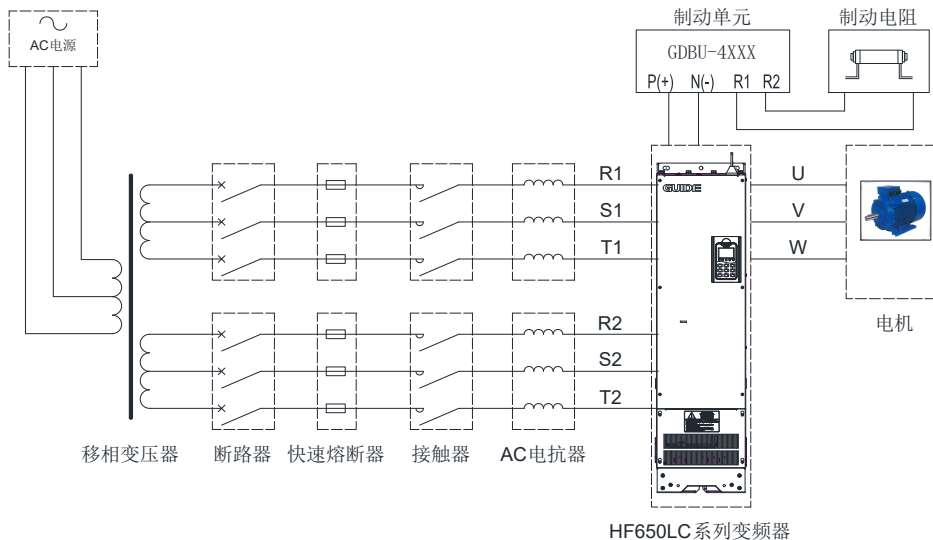 AC电源
制动单元
GDBU-4XXX
P(+) N(-) R1 R2
制动电阻
R1
S1
T1
R2
S2
T2
GUIDE
U
V
W
电机
移相变压器
断路器
快速熔断器
接触器
AC电抗器
HF650LC系列变频器